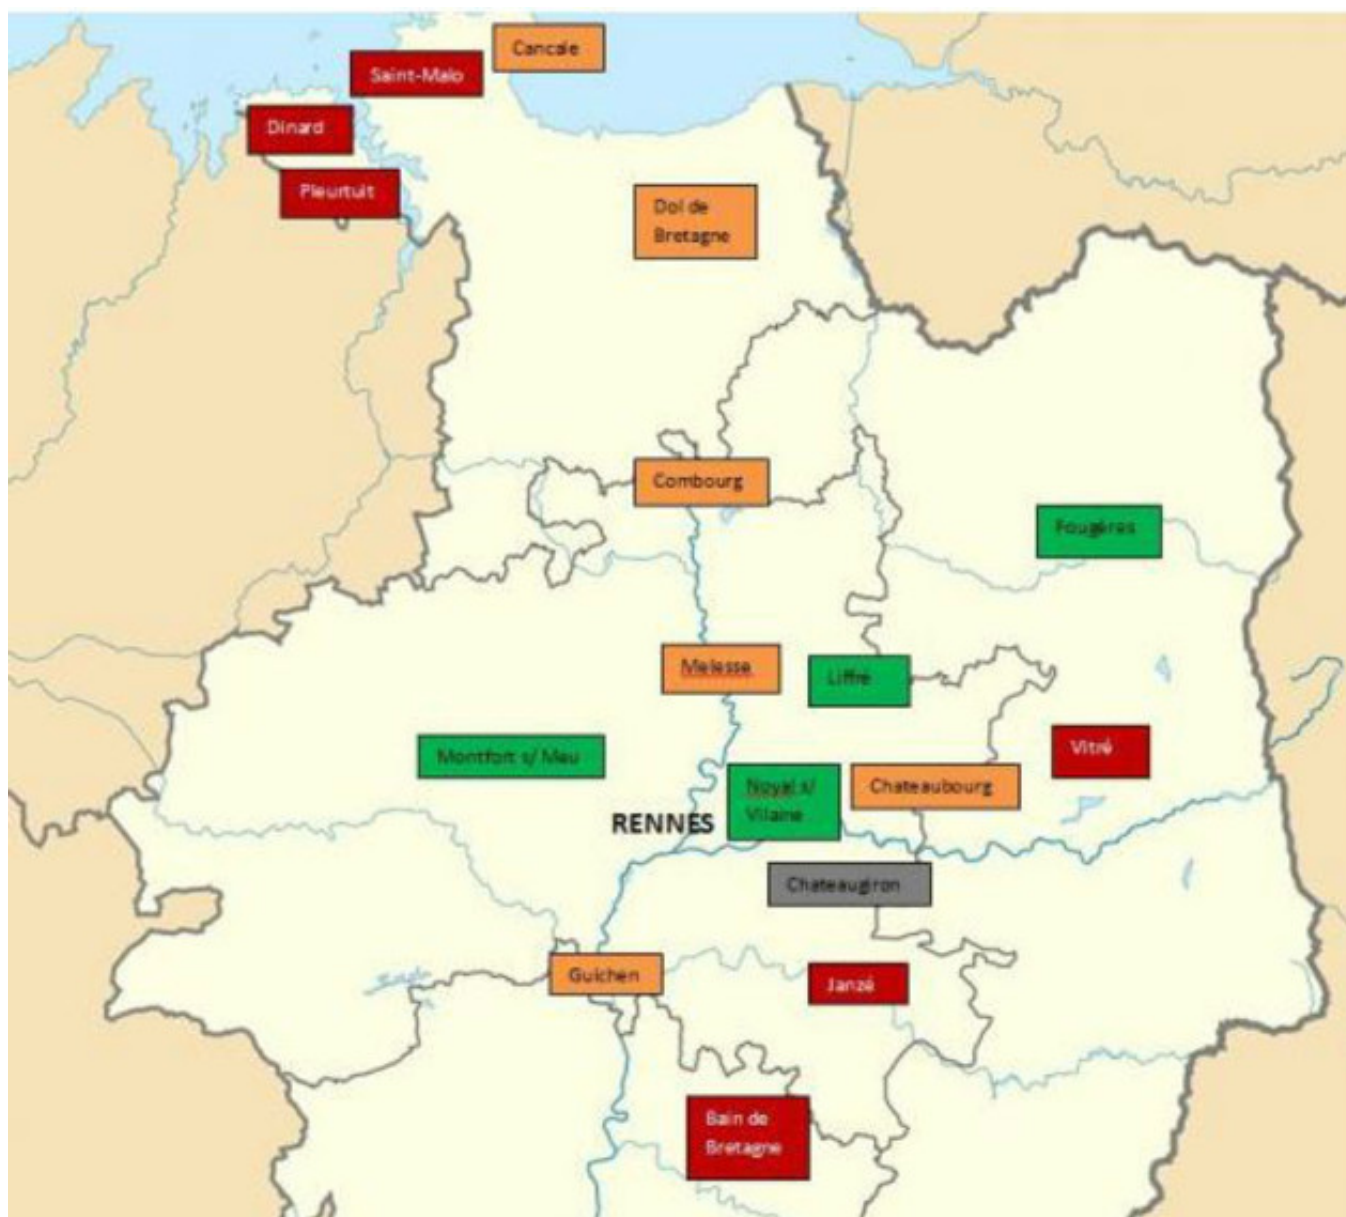 Cancale
Saint-Malo
Dinard
Pleurtuit
Dol de
Bretagne
Combourg
Fougères
Melesse
Liffré
Vitré
Montfort s/ Meu
Noyal s/
Vilaine
Chateaubourg
RENNES
Chateaugiron
Guichen
Janzé
Bain de
Bretagne